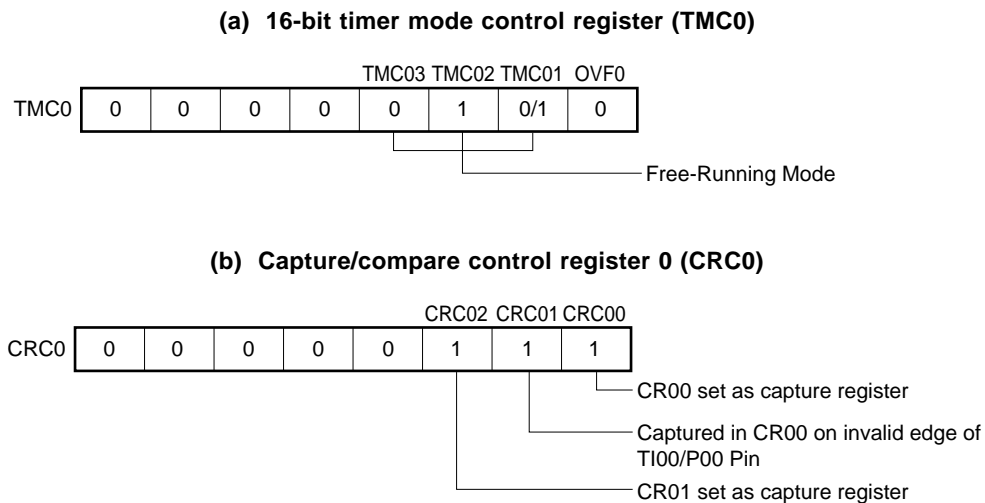 (a) 16-bit timer mode control register (TMC0)
TMC03 TMC02 TMC01 OVF0
TMC0 0 0 0 0 0 1 0/1 0
Free-Running Mode
(b) Capture/compare control register 0 (CRC0)
CRC02 CRC01 CRC00
CRC0 0 0 0 0 0 1 1 1
CR00 set as capture register
Captured in CR00 on invalid edge of
TI00/P00 Pin
CR01 set as capture register